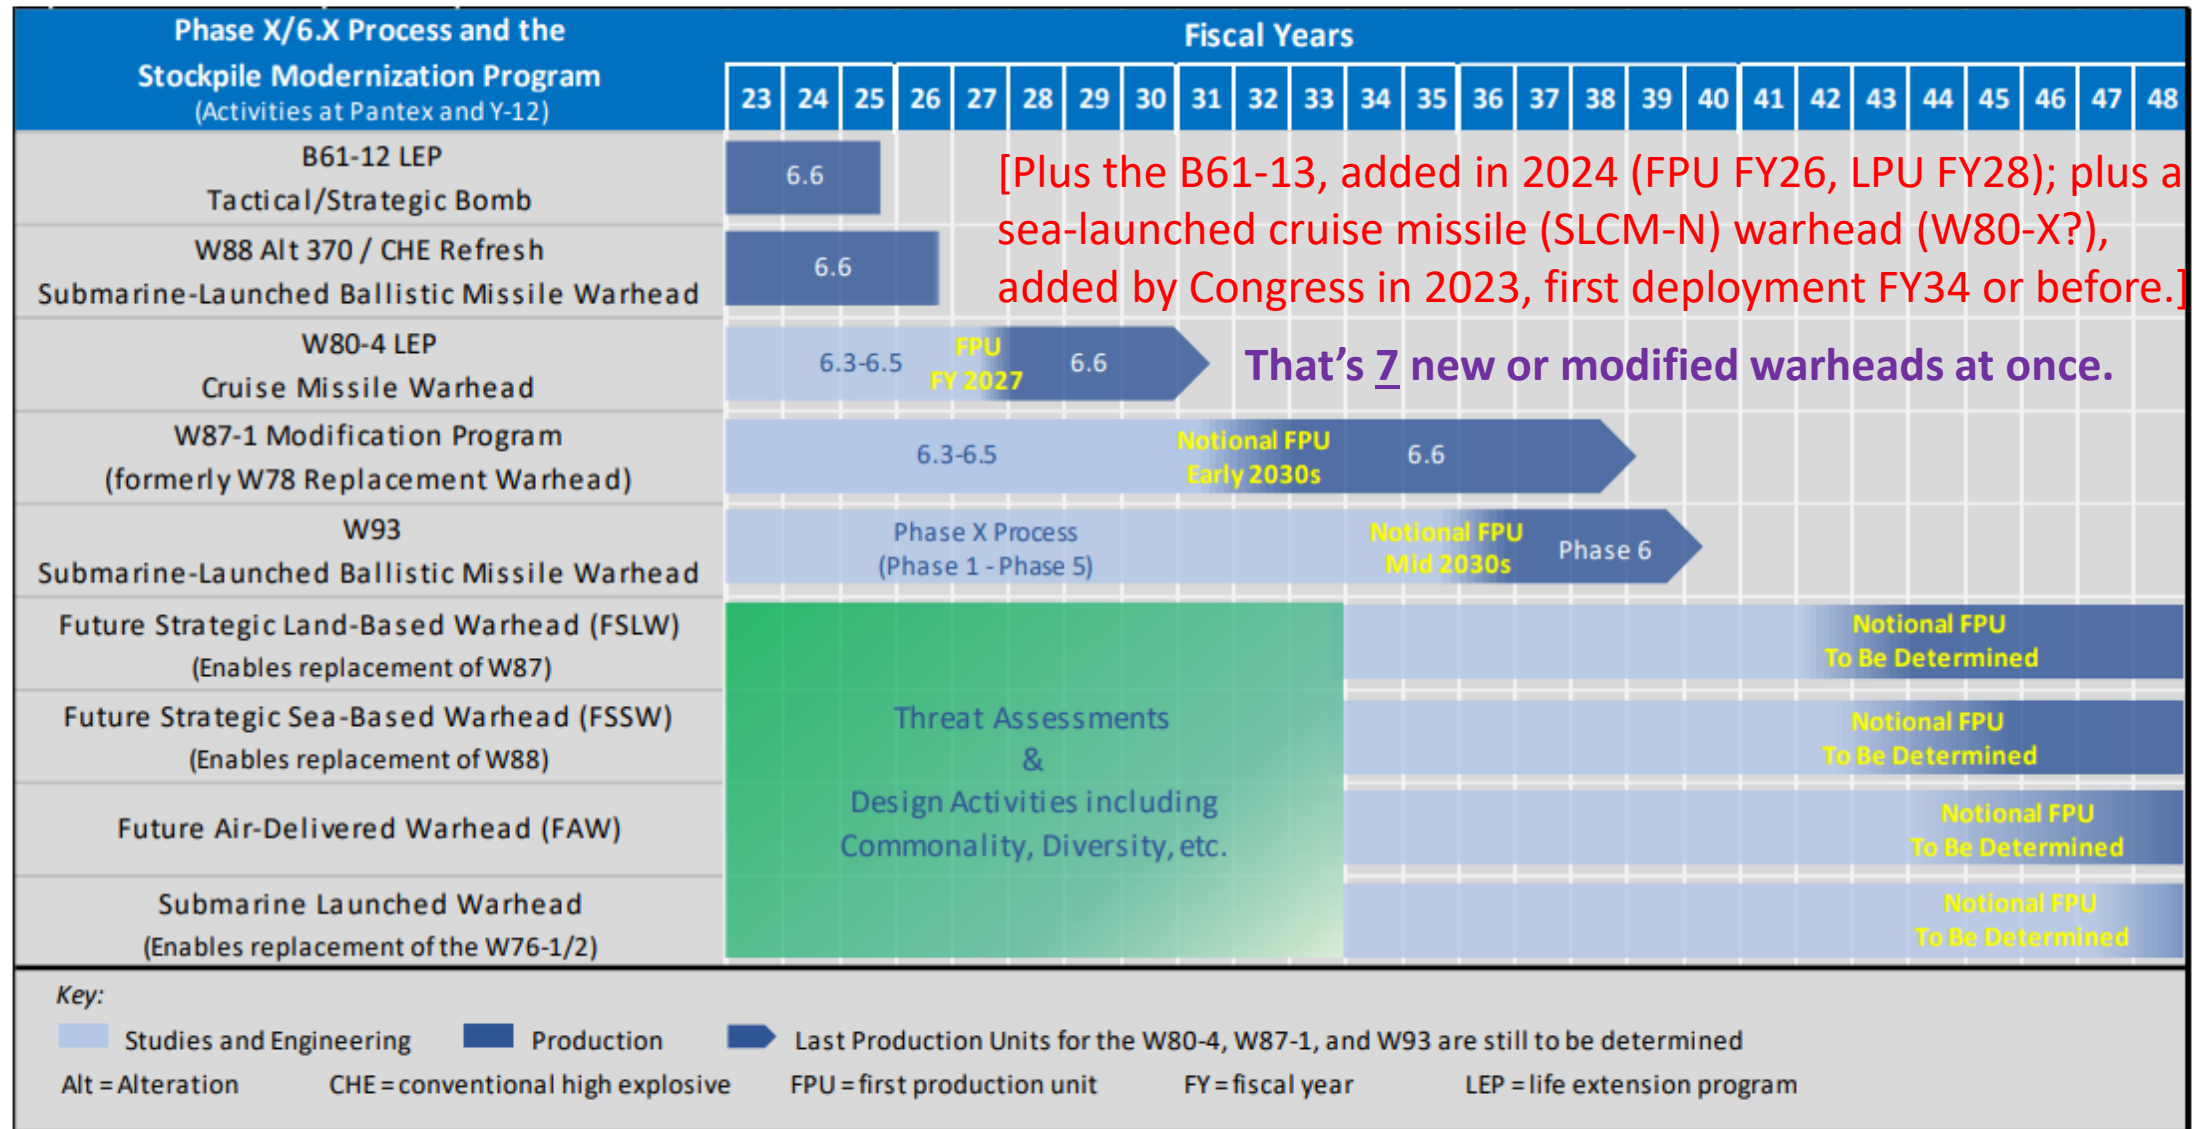 Phase X/6.X Process and the
Stockpile Modernization Program
(Activities at Pantex and Y-12)
Fiscal Years
23 24 25 26 27 28 29 30 31 32 33 34 35 36 37 38 39 40 41 42 43 44 45 46 47 48
B61-12 LEP
Tactical/Strategic Bomb
6.6
[Plus the B61-13, added in 2024 (FPU FY26, LPU FY28); plus a
sea-launched cruise missile (SLCM-N) warhead (W80-X?),
added by Congress in 2023, first deployment FY34 or before.]
W88 Alt 370 / CHE Refresh
Submarine-Launched Ballistic Missile Warhead
6.6
W80-4 LEP
Cruise Missile Warhead
6.3-6.5
FPU
FY 2027
6.6
That's 7 new or modified warheads at once.
W87-1 Modification Program
(formerly W78 Replacement Warhead)
6.3-6.5
Notional FPU
Early 2030s
6.6
W93
Submarine-Launched Ballistic Missile Warhead
Phase X Process
(Phase 1 - Phase 5)
Notional FPU
Mid 2030s
Phase 6
Future Strategic Land-Based Warhead (FSLW)
(Enables replacement of W87)
Notional FPU
To Be Determined
Future Strategic Sea-Based Warhead (FSSW)
(Enables replacement of W88)
Notional FPU
To Be Determined
Threat Assessments
&
Design Activities including
Commonality, Diversity, etc.
Future Air-Delivered Warhead (FAW)
Notional FPU
To Be Determined
Submarine Launched Warhead
(Enables replacement of the W76-1/2)
Notional FPU
To Be Determined
Key:
Studies and Engineering Production Last Production Units for the W80-4, W87-1, and W93 are still to be determined
Alt = Alteration CHE = conventional high explosive FPU = first production unit FY = fiscal year LEP = life extension program